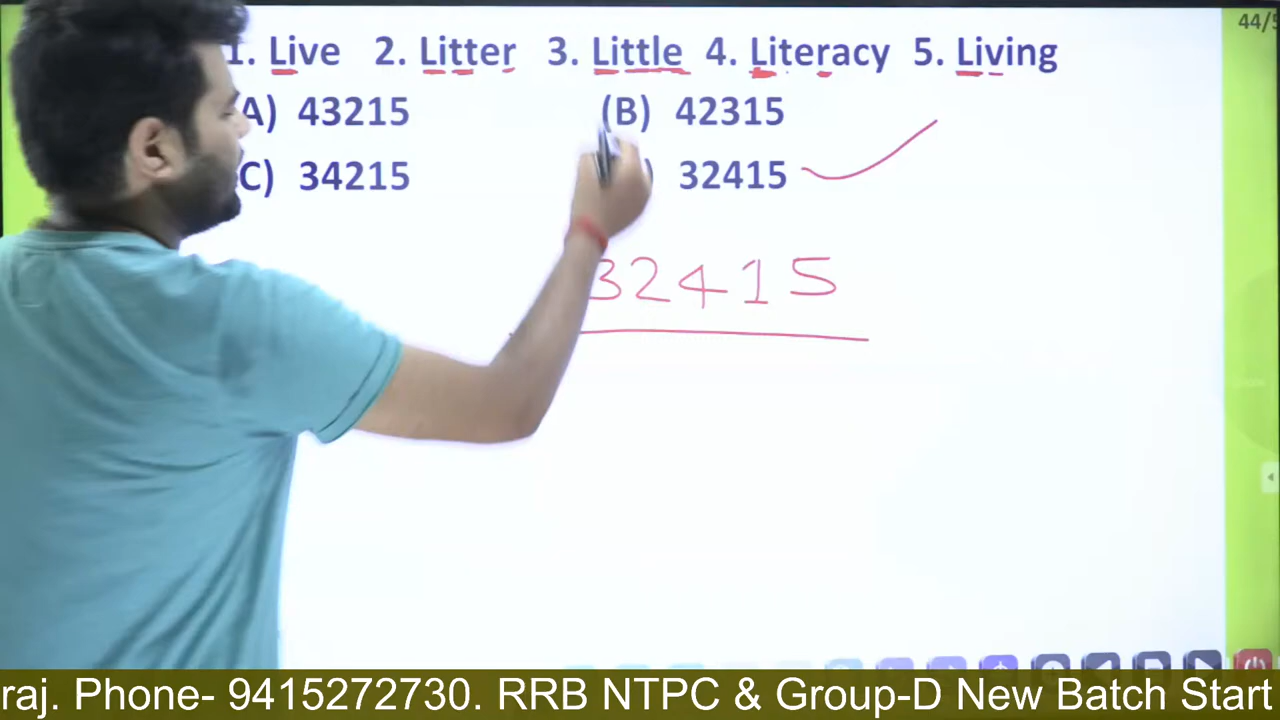 44/5
1. Live 2. Litter 3. Little 4. Literacy 5. Living
A) 43215 (B) 42315
C) 34215 ) 32415
32415
raj. Phone- 9415272730. RRB NTPC & Group-D New Batch Start